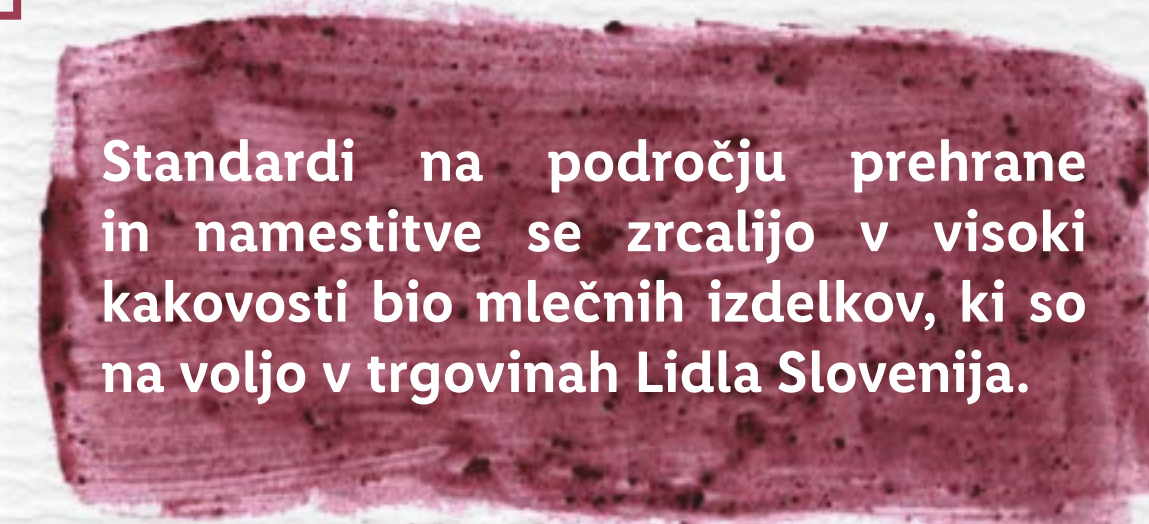 Standardi na področju prehrane
in namestitve se zrcalijo v visoki
kakovosti bio mlečnih izdelkov, ki so
na voljo v trgovinah Lidla Slovenija.